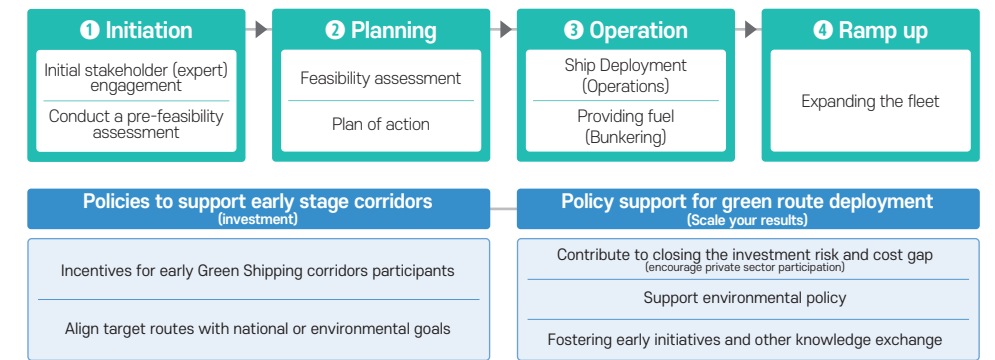 ❶ Initiation
Initial stakeholder (expert)
engagement
Conduct a pre-feasibility
assessment
❷ Planning
Feasibility assessment
Plan of action
❸ Operation
Ship Deployment
(Operations)
Providing fuel
(Bunkering)
❹ Ramp up
Expanding the fleet
Policies to support early stage corridors
(investment)
Incentives for early Green Shipping corridors participants
Align target routes with national or environmental goals
Policy support for green route deployment
(Scale your results)
Contribute to closing the investment risk and cost gap
(encourage private sector participation)
Support environmental policy
Fostering early initiatives and other knowledge exchange